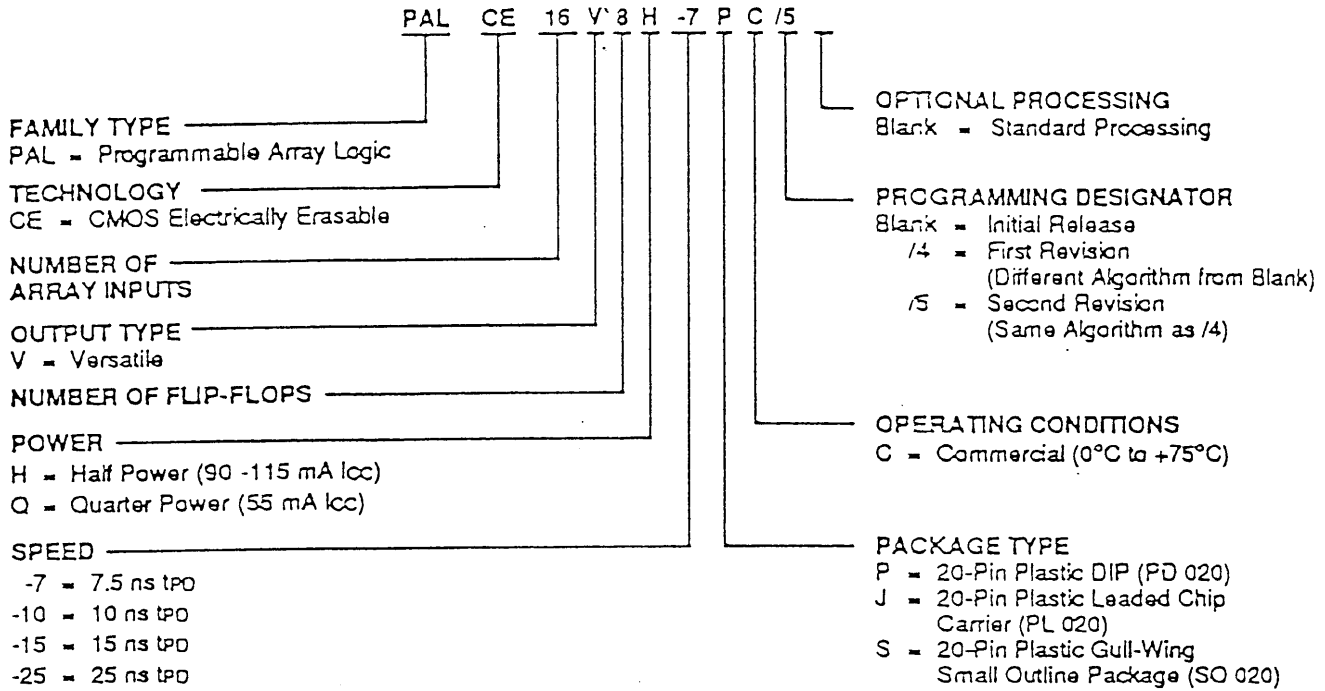 PAL CE 16 V 8 H -7 P C /5
FAMILY TYPE
PAL = Programmable Array Logic
TECHNOLOGY
CE = CMOS Electrically Erasable
NUMBER OF
ARRAY INPUTS
OUTPUT TYPE
V = Versatile
NUMBER OF FLIP-FLOPS
POWER
H = Half Power (90 -115 mA Icc)
Q = Quarter Power (55 mA Icc)
SPEED
-7 = 7.5 ns tPD
-10 = 10 ns tPD
-15 = 15 ns tPD
-25 = 25 ns tPD
OPTIONAL PROCESSING
Blank = Standard Processing
PROGRAMMING DESIGNATOR
Blank = Initial Release
/4 = First Revision
(Different Algorithm from Blank)
/5 = Second Revision
(Same Algorithm as /4)
OPERATING CONDITIONS
C = Commercial (0°C to +75°C)
PACKAGE TYPE
P = 20-Pin Plastic DIP (PD 020)
J = 20-Pin Plastic Leaded Chip
Carrier (PL 020)
S = 20-Pin Plastic Gull-Wing
Small Outline Package (SO 020)